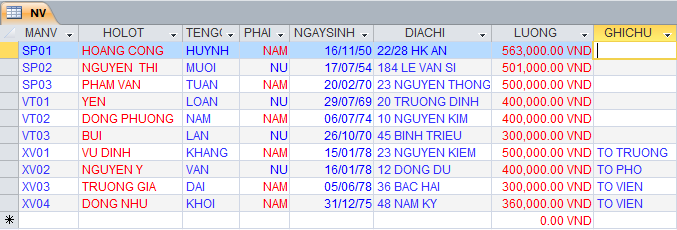 NV
MANV HOLOT TENGC PHAI NGAYSINH DIACHI LUONG GHICHU
SP01 HOANG CONG HUYNH NAM 16/11/50 22/28 HK AN 563,000.00 VND
SP02 NGUYEN THI MUOI NU 17/07/54 184 LE VAN SI 501,000.00 VND
SP03 PHAM VAN TUAN NAM 20/02/70 23 NGUYEN THONG 500,000.00 VND
VT01 YEN LOAN NU 29/07/69 20 TRUONG DINH 400,000.00 VND
VT02 DONG PHUONG NAM NAM 06/07/74 10 NGUYEN KIM 400,000.00 VND
VT03 BUI LAN NU 26/10/70 45 BINH TRIEU 300,000.00 VND
XV01 VU DINH KHANG NAM 15/01/78 23 NGUYEN KIEM 500,000.00 VND TO TRUONG
XV02 NGUYEN Y VAN NU 16/01/78 12 DONG DU 400,000.00 VND TO PHO
XV03 TRUONG GIA DAI NAM 05/06/78 36 BAC HAI 300,000.00 VND TO VIEN
XV04 DONG NHU KHOI NAM 31/12/75 48 NAM KY 360,000.00 VND TO VIEN
0.00 VND